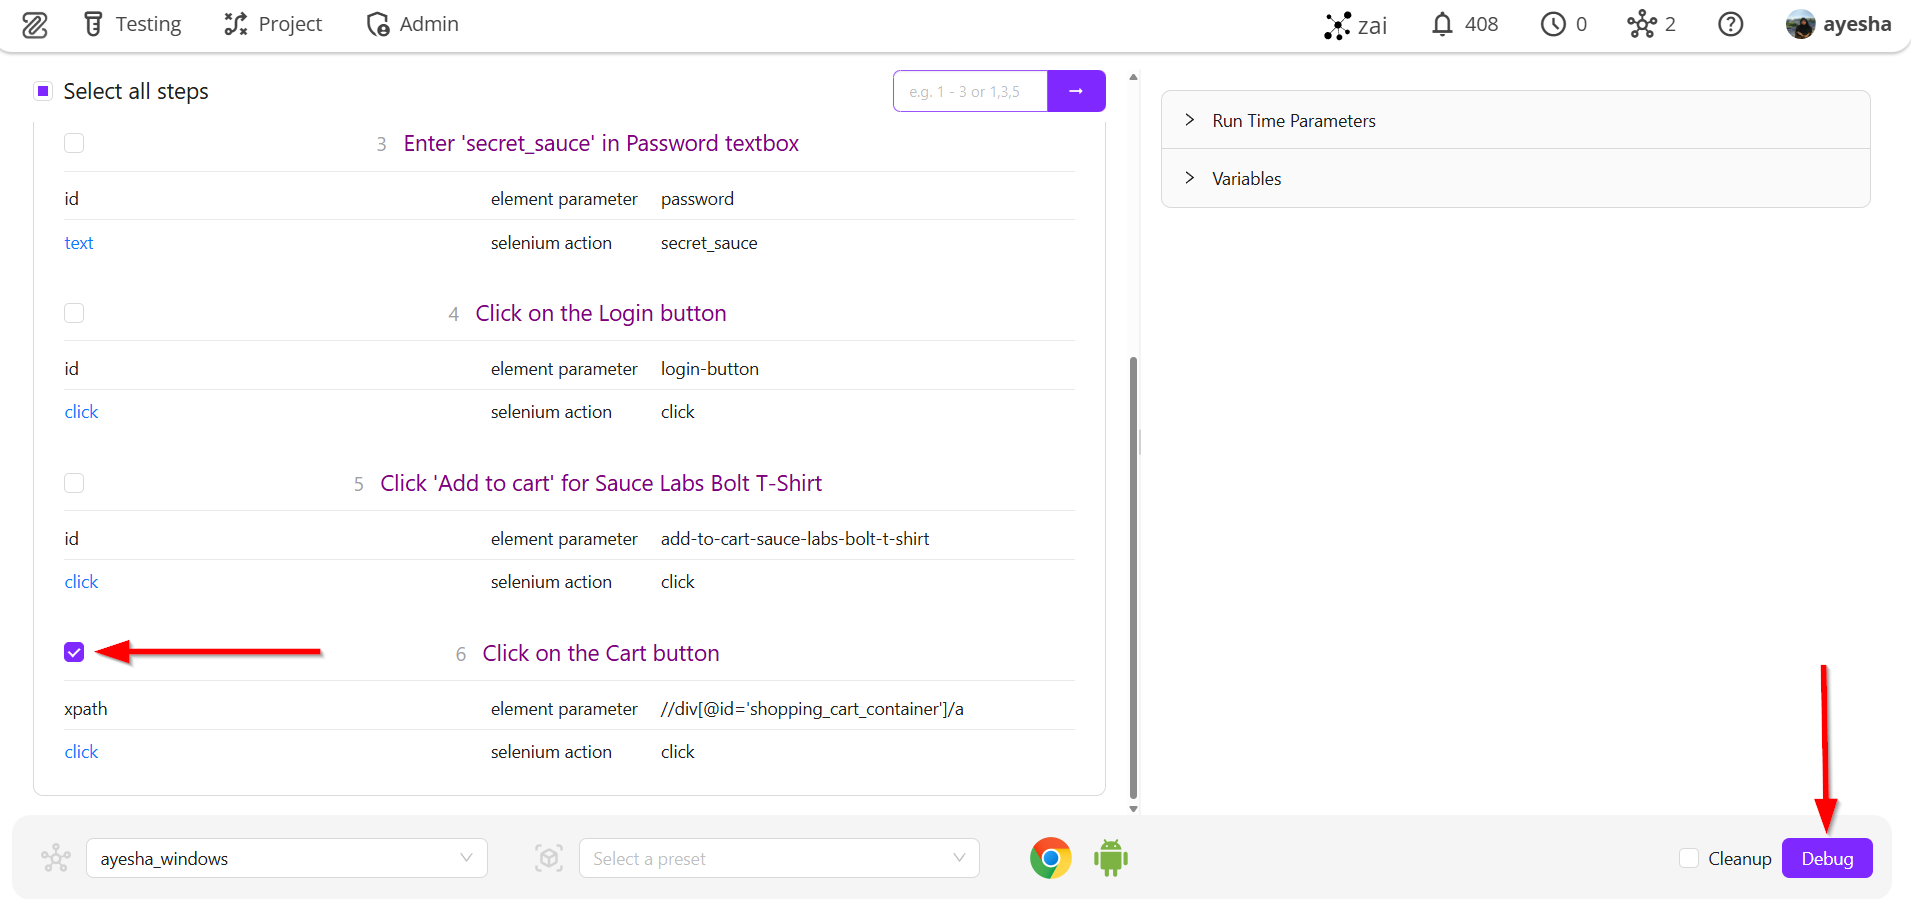 Testing Project Admin zai 408 0 2 ayesha
Select all steps e.g. 1 - 3 or 1,3,5 →
Run Time Parameters
Variables
3 Enter 'secret_sauce' in Password textbox
id element parameter password
text selenium action secret_sauce
4 Click on the Login button
id element parameter login-button
click selenium action click
5 Click 'Add to cart' for Sauce Labs Bolt T-Shirt
id element parameter add-to-cart-sauce-labs-bolt-t-shirt
click selenium action click
6 Click on the Cart button
xpath element parameter //div[@id='shopping_cart_container']/a
click selenium action click
ayesha_windows Select a preset Cleanup Debug